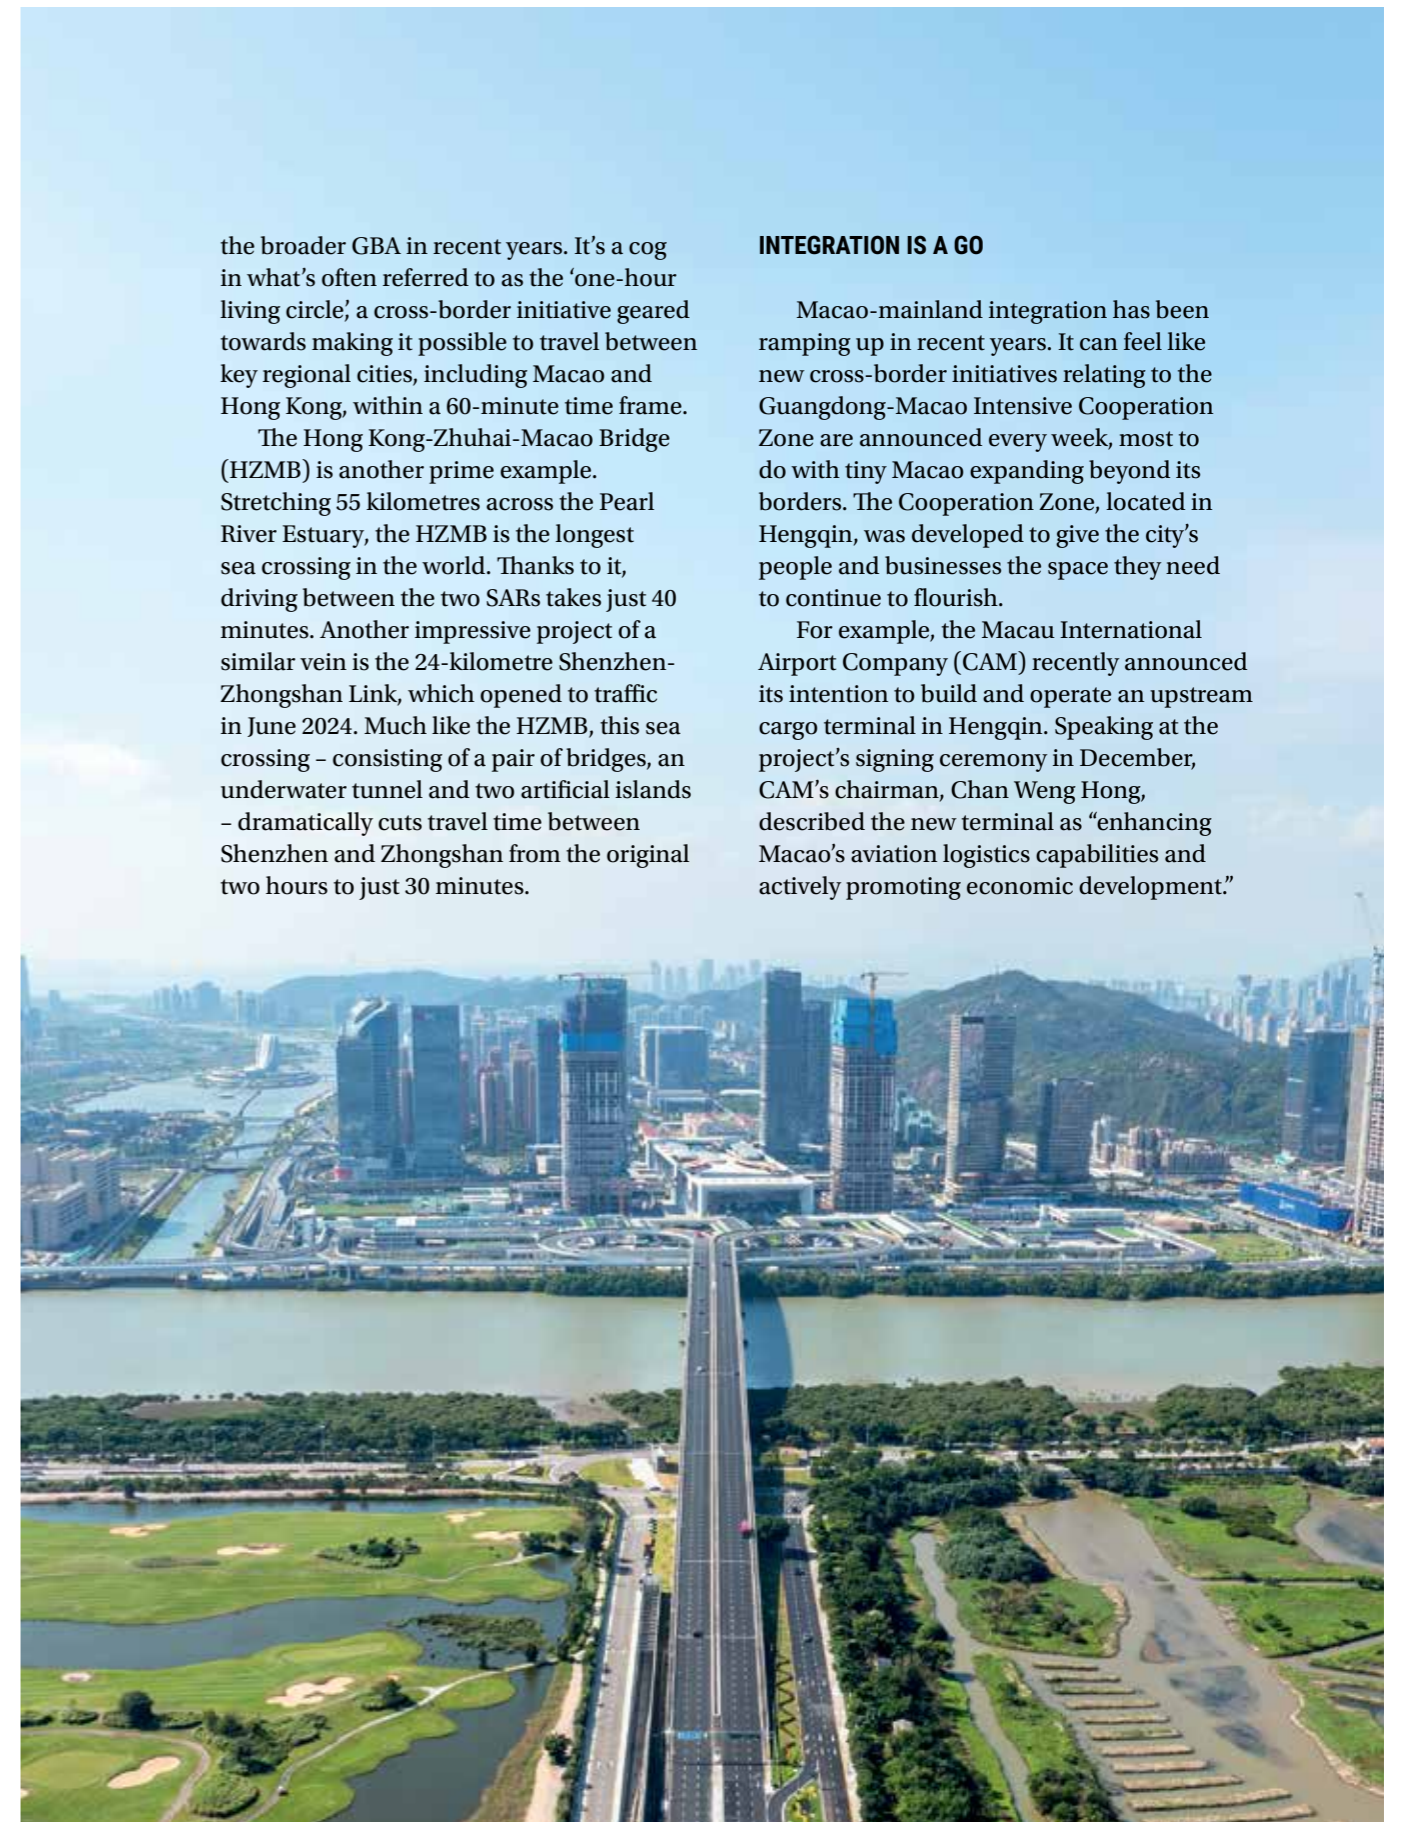 the broader GBA in recent years. It’s a cog
in what’s often referred to as the ‘one-hour
living circle’, a cross-border initiative geared
towards making it possible to travel between
key regional cities, including Macao and
Hong Kong, within a 60-minute time frame.
The Hong Kong-Zhuhai-Macao Bridge
(HZMB) is another prime example.
Stretching 55 kilometres across the Pearl
River Estuary, the HZMB is the longest
sea crossing in the world. Thanks to it,
driving between the two SARs takes just 40
minutes. Another impressive project of a
similar vein is the 24-kilometre Shenzhen-
Zhongshan Link, which opened to traffic
in June 2024. Much like the HZMB, this sea
crossing – consisting of a pair of bridges, an
underwater tunnel and two artificial islands
– dramatically cuts travel time between
Shenzhen and Zhongshan from the original
two hours to just 30 minutes.
INTEGRATION IS A GO
Macao-mainland integration has been
ramping up in recent years. It can feel like
new cross-border initiatives relating to the
Guangdong-Macao Intensive Cooperation
Zone are announced every week, most to
do with tiny Macao expanding beyond its
borders. The Cooperation Zone, located in
Hengqin, was developed to give the city’s
people and businesses the space they need
to continue to flourish.
For example, the Macau International
Airport Company (CAM) recently announced
its intention to build and operate an upstream
cargo terminal in Hengqin. Speaking at the
project’s signing ceremony in December,
CAM’s chairman, Chan Weng Hong,
described the new terminal as “enhancing
Macao’s aviation logistics capabilities and
actively promoting economic development.”